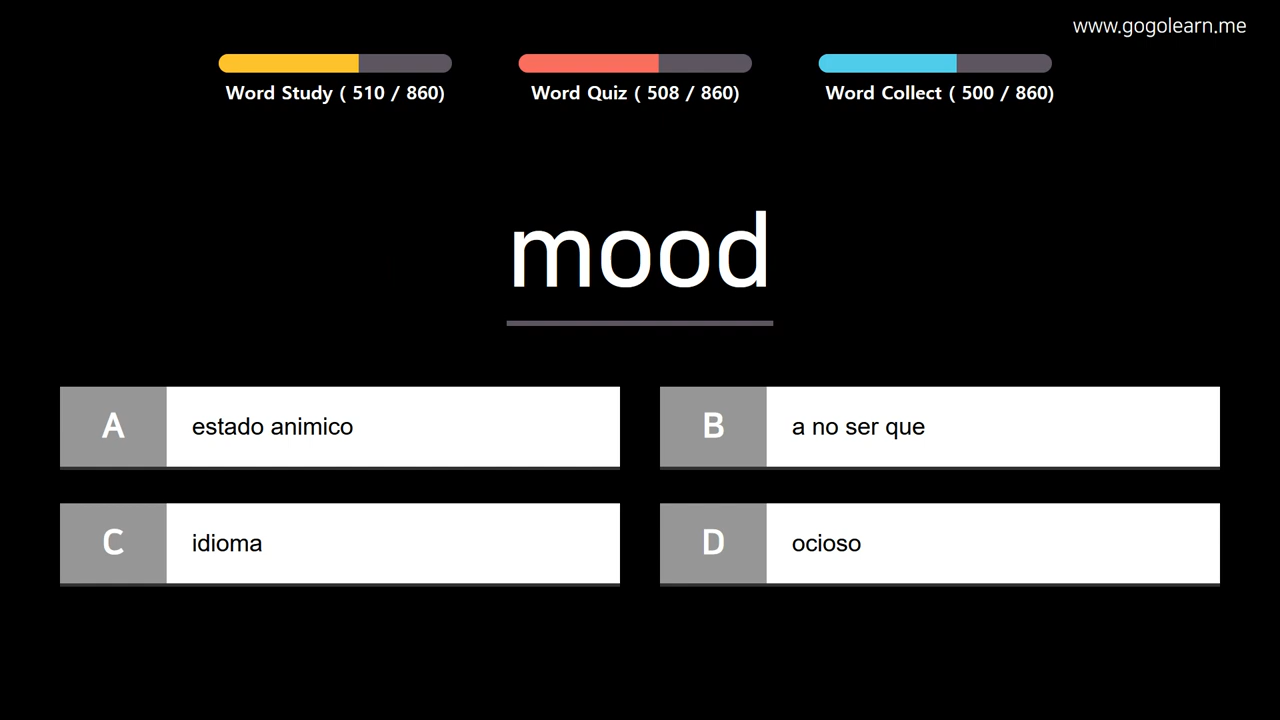 www.gogolearn.me
Word Study ( 510 / 860)
Word Quiz ( 508 / 860)
Word Collect ( 500 / 860)
mood
A estado animico
B a no ser que
C idioma
D ocioso